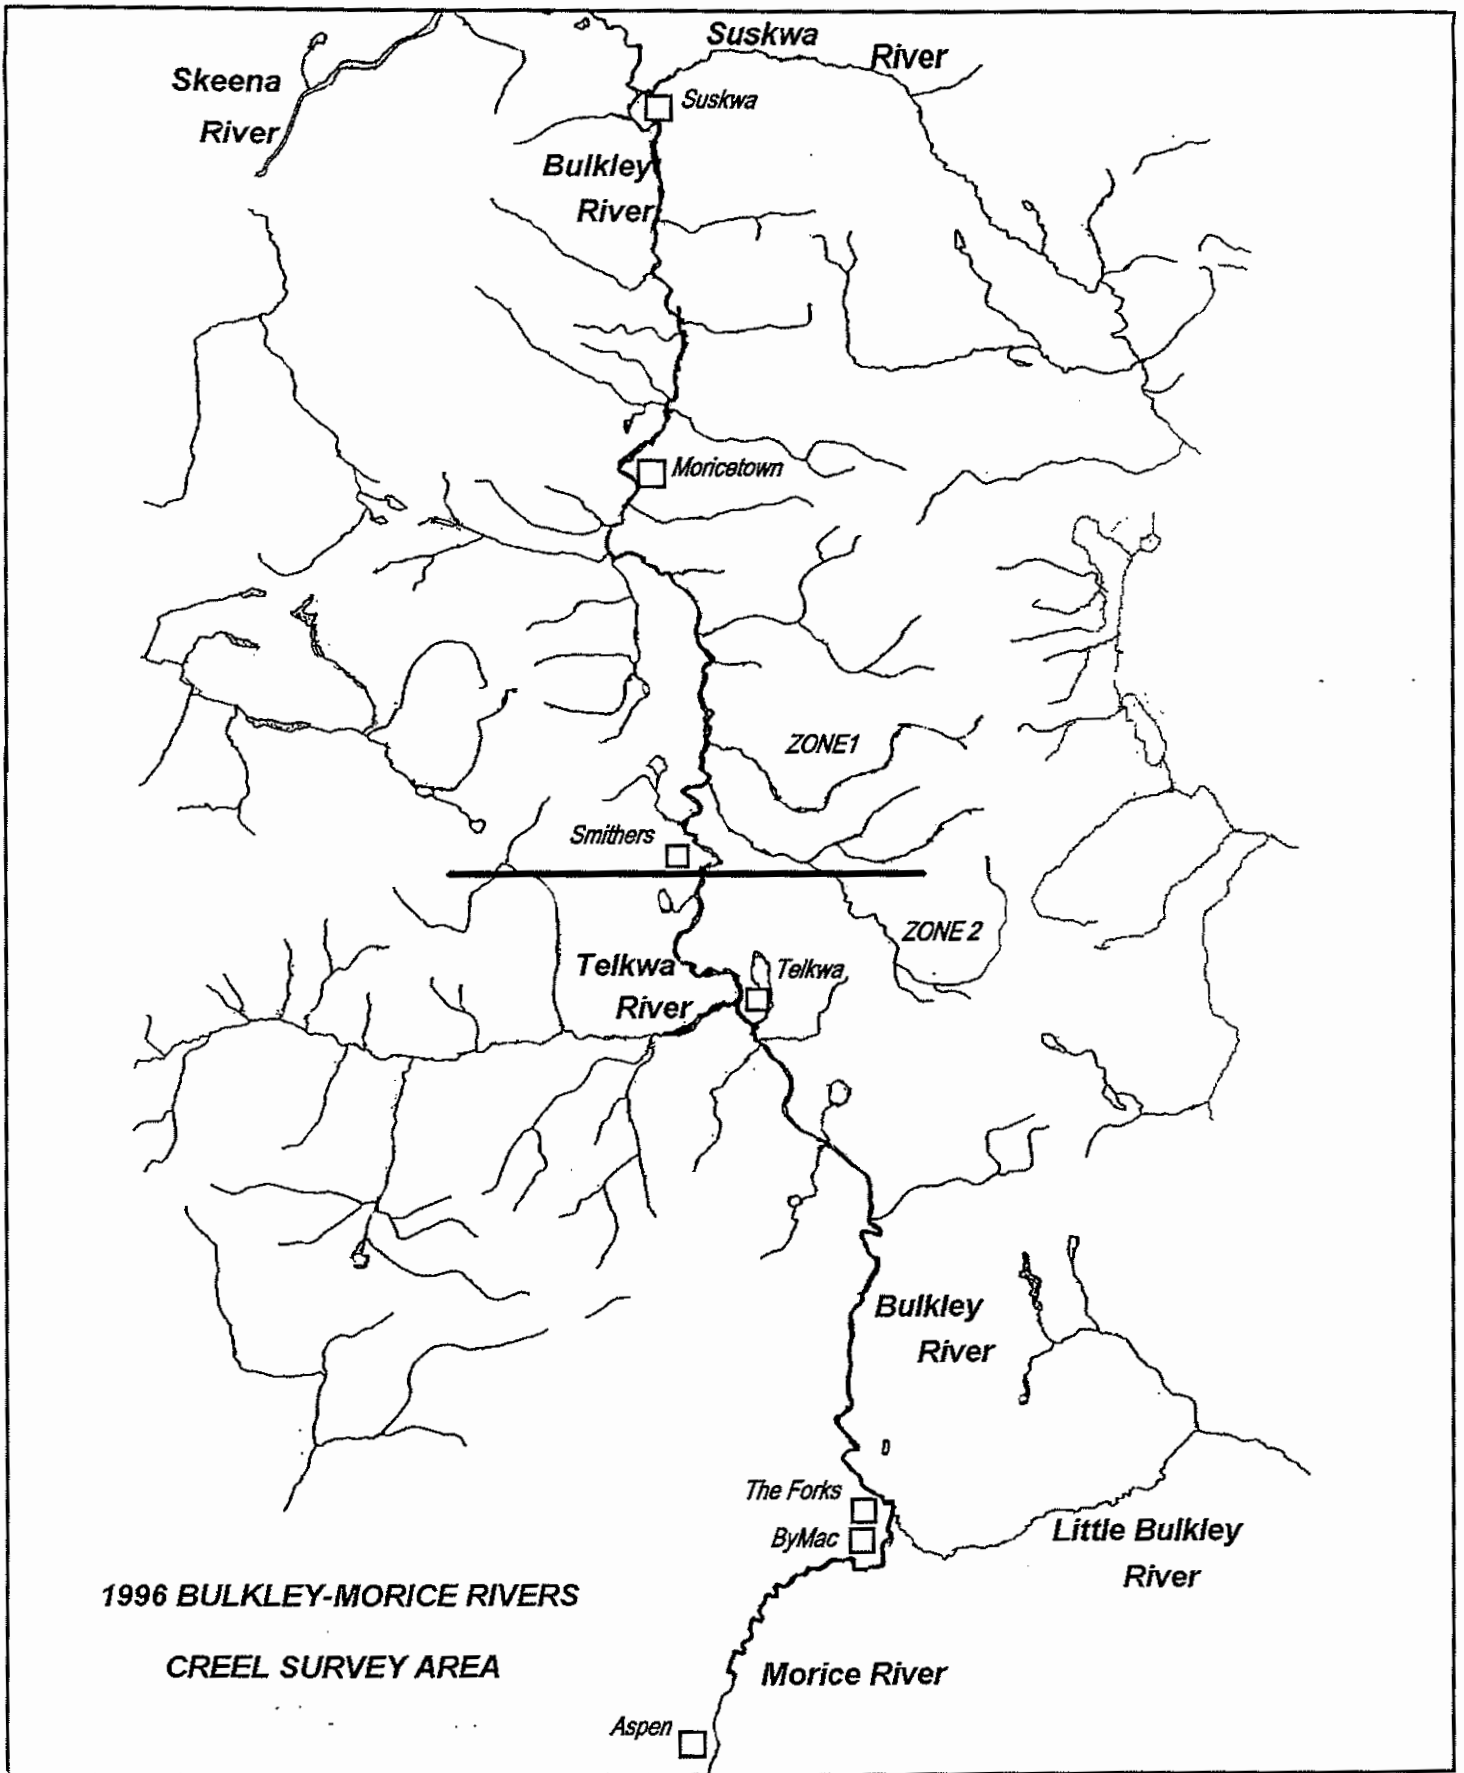 Suskwa
River
Skeena
River
Suskwa
Bulkley
River
Moricetown
ZONE1
Smithers
ZONE 2
Telkwa
River
Telkwa
Bulkley
River
The Forks
ByMac
Little Bulkley
River
1996 BULKLEY-MORICE RIVERS
CREEL SURVEY AREA
Morice River
Aspen